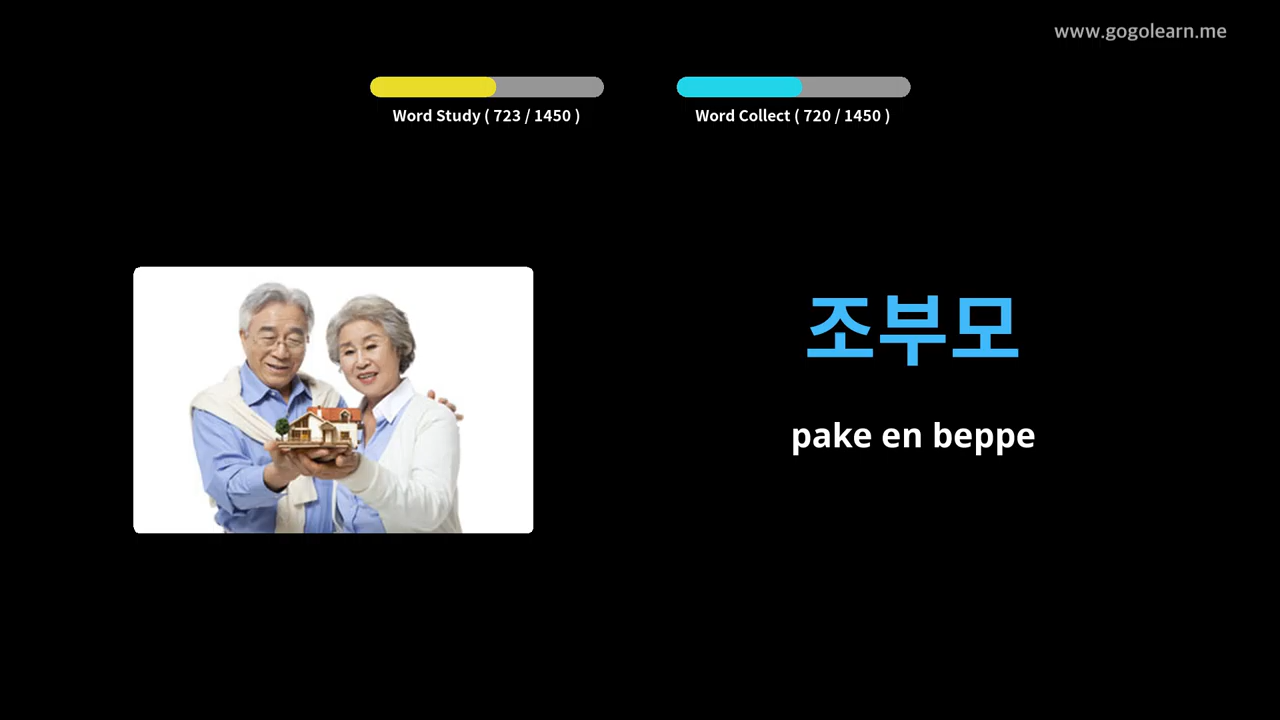 www.gogolearn.me
Word Study ( 723 / 1450 )
Word Collect ( 720 / 1450 )
조부모
pake en beppe